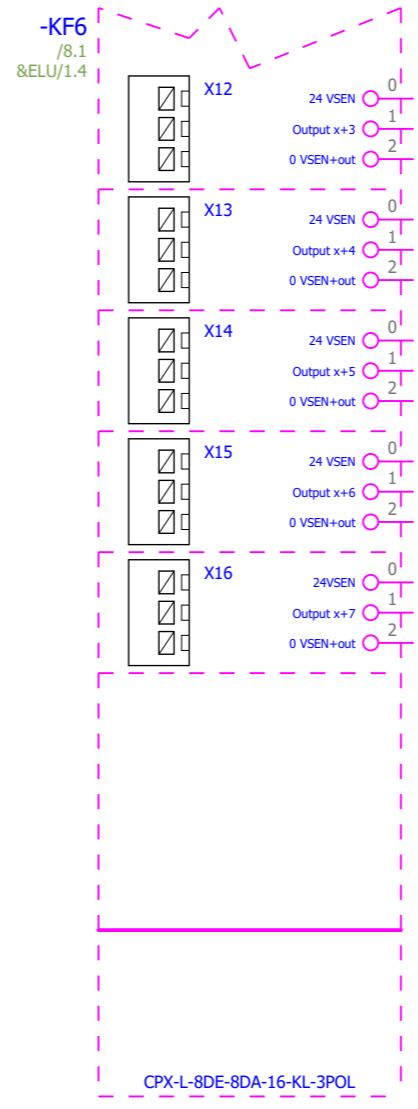 -KF6
/8.1
&ELU/1.4
X12
24 VSEN 0
Output x+3 1
0 VSEN+out 2
X13
24 VSEN 0
Output x+4 1
0 VSEN+out 2
X14
24 VSEN 0
Output x+5 1
0 VSEN+out 2
X15
24 VSEN 0
Output x+6 1
0 VSEN+out 2
X16
24VSEN 0
Output x+7 1
0 VSEN+out 2
CPX-L-8DE-8DA-16-KL-3POL